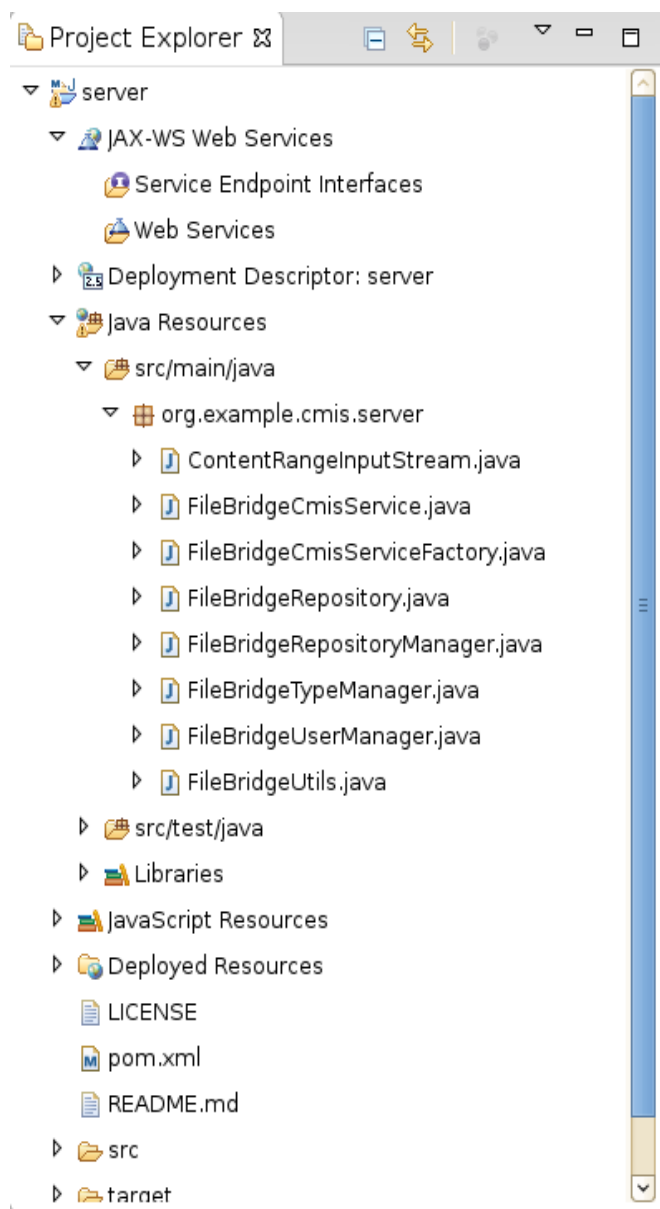 Project Explorer
server
JAX-WS Web Services
Service Endpoint Interfaces
Web Services
Deployment Descriptor: server
Java Resources
src/main/java
org.example.cmis.server
ContentRangeInputStream.java
FileBridgeCmisService.java
FileBridgeCmisServiceFactory.java
FileBridgeRepository.java
FileBridgeRepositoryManager.java
FileBridgeTypeManager.java
FileBridgeUserManager.java
FileBridgeUtils.java
src/test/java
Libraries
JavaScript Resources
Deployed Resources
LICENSE
pom.xml
README.md
src
target